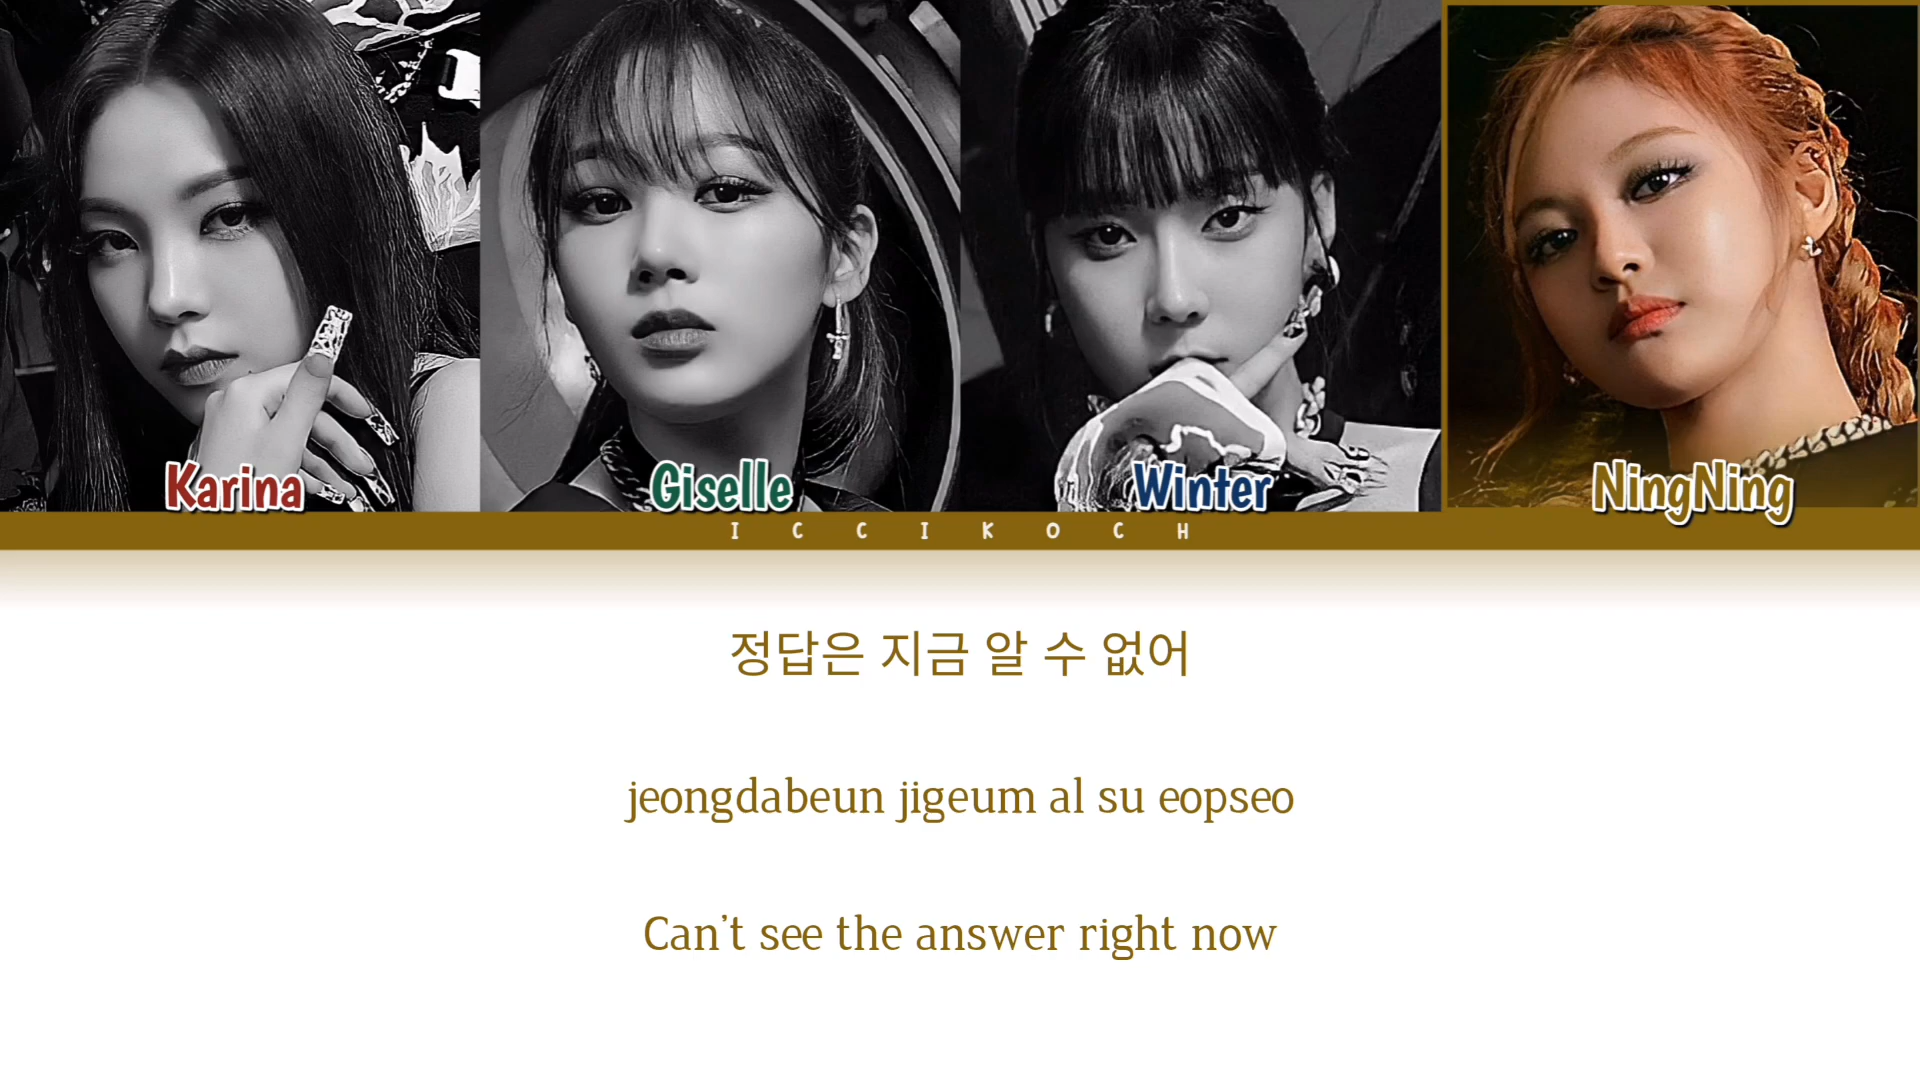 Karina
Giselle
Winter
NingNing
ICCIKOCH
정답은 지금 알 수 없어
jeongdabeun jigeum al su eopseo
Can't see the answer right now